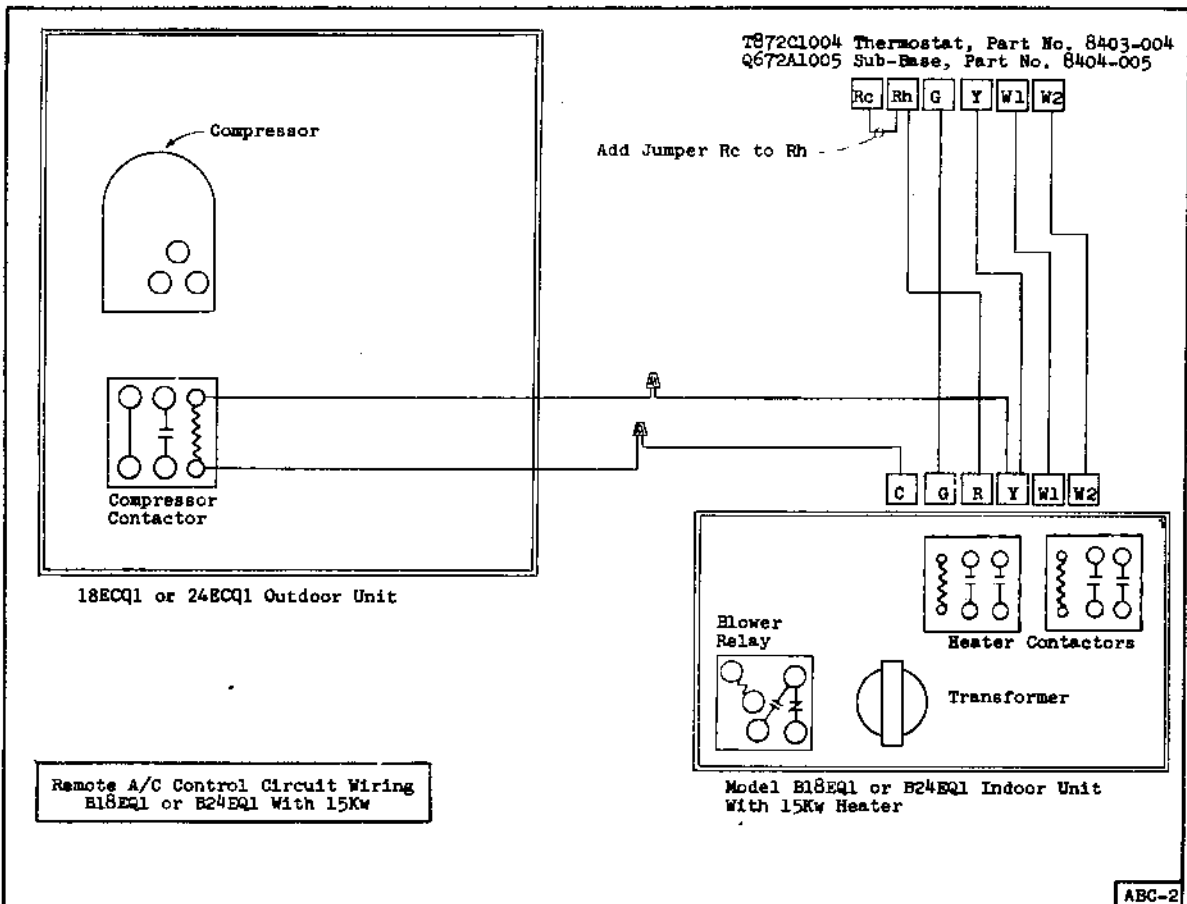 T872C1004 Thermostat, Part No. 8403-004
Q672A1005 Sub-Base, Part No. 8404-005
Rc Rh G Y W1 W2
Compressor
Add Jumper Rc to Rh
Compressor
Contactor
C G R Y W1 W2
18ECQ1 or 24ECQ1 Outdoor Unit
Blower
Relay
Heater Contactors
Transformer
Remote A/C Control Circuit Wiring
B18EQ1 or B24EQ1 With 15Kw
Model B18EQ1 or B24EQ1 Indoor Unit
With 15Kw Heater
ABC-2